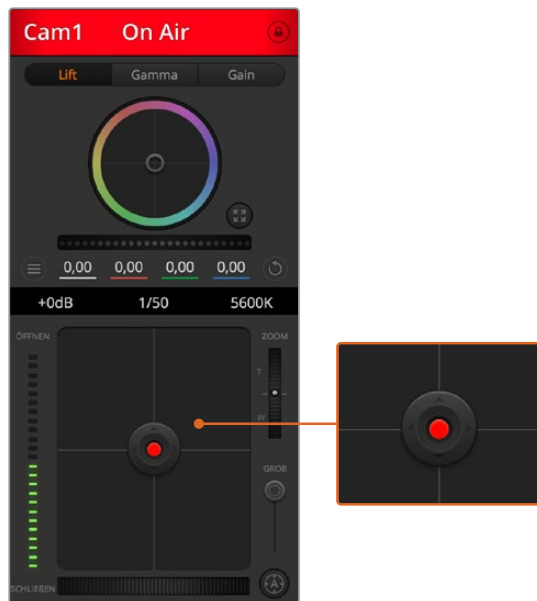 Cam1 On Air
Lift Gamma Gain
0,00 0,00 0,00 0,00
+0dB 1/50 5600K
ÖFFNEN ZOOM
T
W
GROB
SCHLIEßEN A